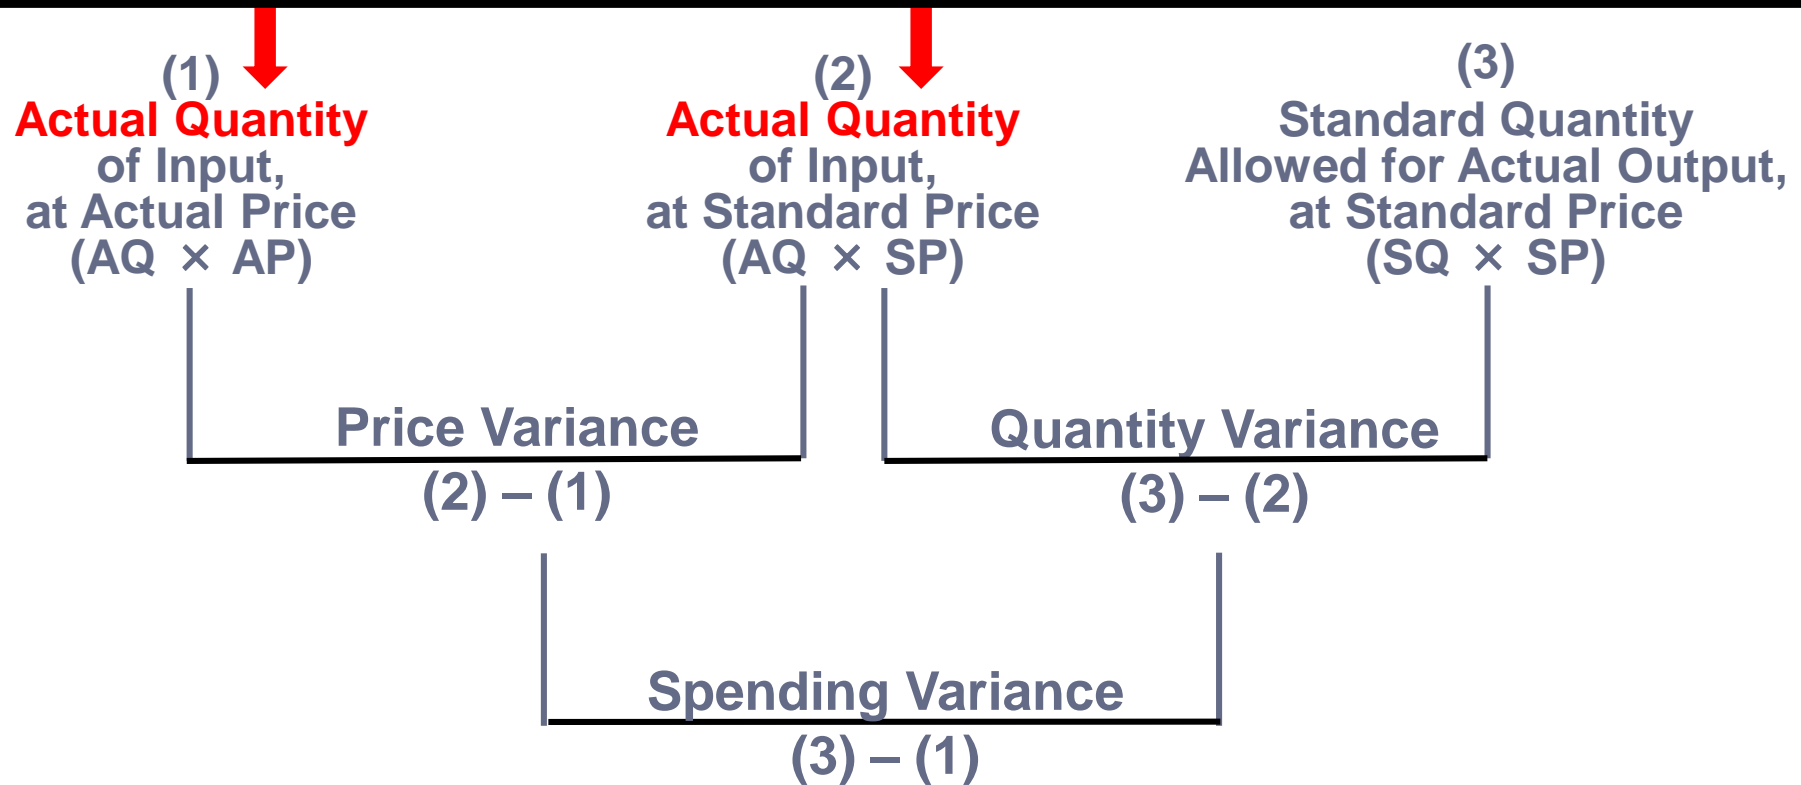 (1)
Actual Quantity
of Input,
at Actual Price
(AQ × AP)
(2)
Actual Quantity
of Input,
at Standard Price
(AQ × SP)
(3)
Standard Quantity
Allowed for Actual Output,
at Standard Price
(SQ × SP)
Price Variance
(2) – (1)
Quantity Variance
(3) – (2)
Spending Variance
(3) – (1)